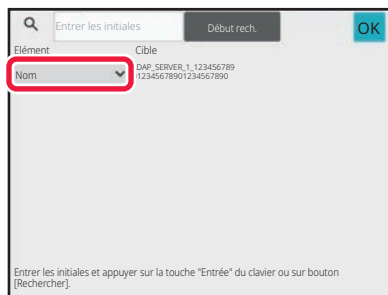 Entrer les initiales
Début rech.
OK
Elément
Cible
Nom
DAP_SERVER_1_123456789
012345678901234567890
Entrer les initiales et appuyer sur la touche "Entrée" du clavier ou sur bouton
[Rechercher].